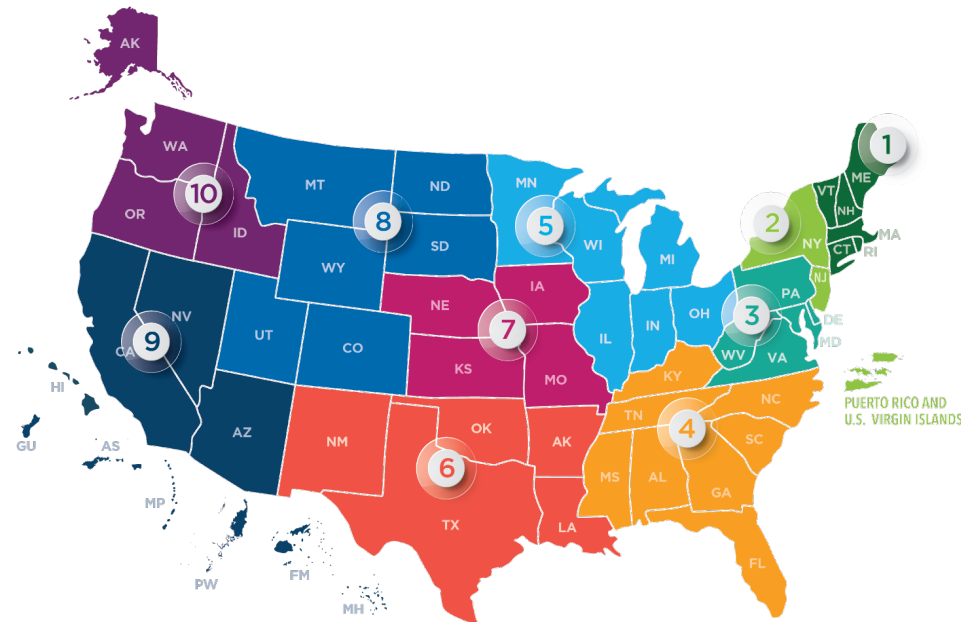 AK
WA
OR
ID
10
MT
ND
SD
WY
UT
CO
8
MN
WI
MI
IL
IN
OH
5
ME
VT
NH
MA
CT
RI
1
NY
NJ
2
PUERTO RICO AND
U.S. VIRGIN ISLANDS
PA
WV
VA
DE
MD
3
NE
IA
KS
MO
7
NV
CA
AZ
9
HI
GU
AS
MP
PW
FM
MH
NM
OK
AK
TX
LA
6
KY
TN
NC
SC
MS
AL
GA
FL
4